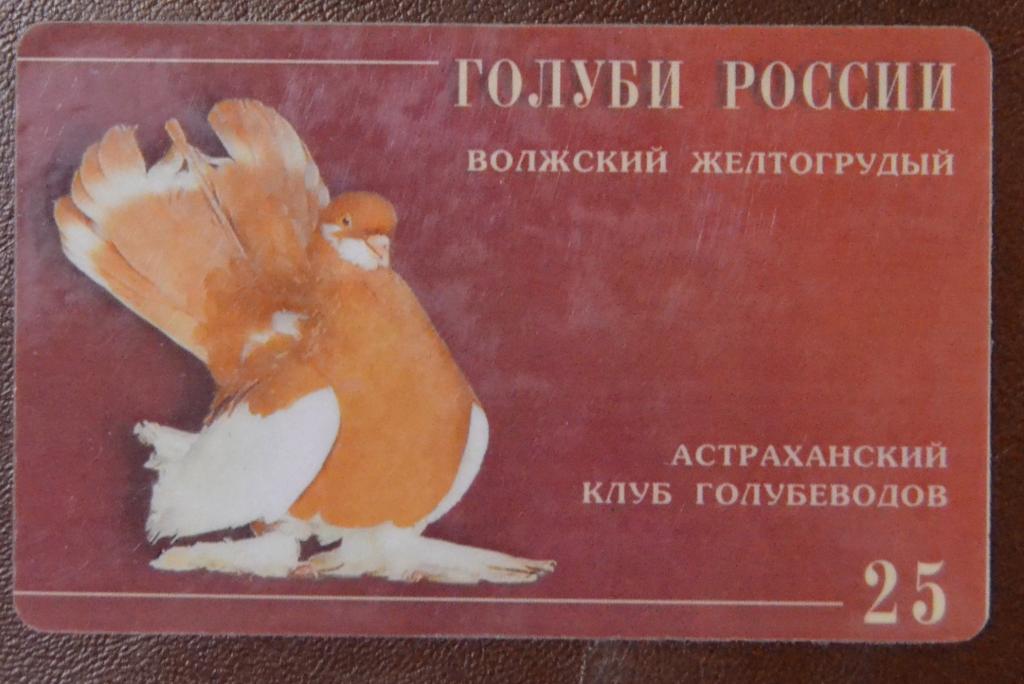 ГОЛУБИ РОССИИ
ВОЛЖСКИЙ ЖЕЛТОГРУДЫЙ
АСТРАХАНСКИЙ
КЛУБ ГОЛУБЕВОДОВ
25